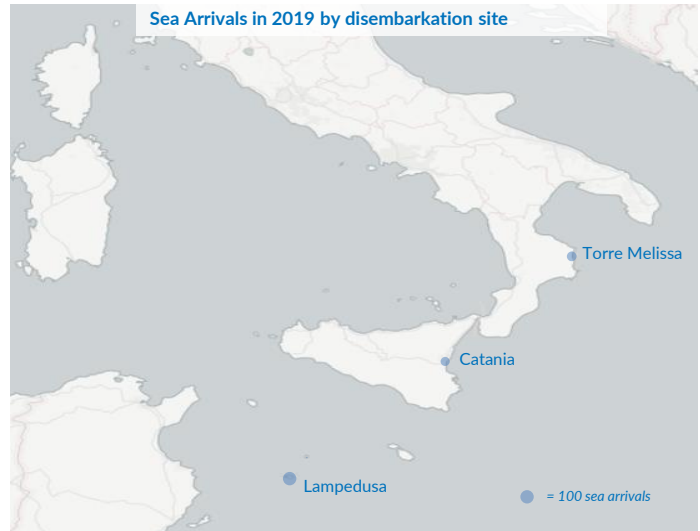 Sea Arrivals in 2019 by disembarkation site
Torre Melissa
Catania
Lampedusa
= 100 sea arrivals